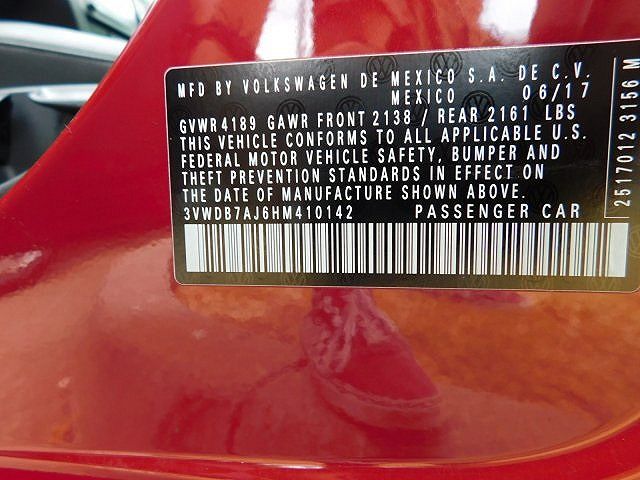 MFD BY VOLKSWAGEN DE MEXICO S.A. DE C.V.
MEXICO 06/17
GVWR4189 GAWR FRONT 2138 / REAR 2161 LBS
THIS VEHICLE CONFORMS TO ALL APPLICABLE U.S.
FEDERAL MOTOR VEHICLE SAFETY, BUMPER AND
THEFT PREVENTION STANDARDS IN EFFECT ON
THE DATE OF MANUFACTURE SHOWN ABOVE.
3VWDB7AJ6HM410142 PASSENGER CAR
2517012 3156 M